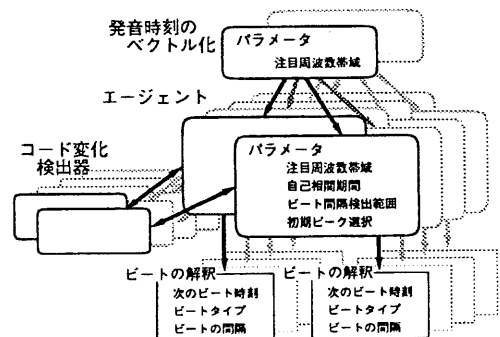 発音時刻の
ベクトル化
パラメータ
注目周波数帯域
エージェント
コード変化
検出器
パラメータ
注目周波数帯域
自己相関期間
ビート間隔検出範囲
初期ピーク選択
ビートの解釈
次のビート時刻
ビートタイプ
ビートの間隔
ビートの解釈
次のビート時刻
ビートタイプ
ビートの間隔